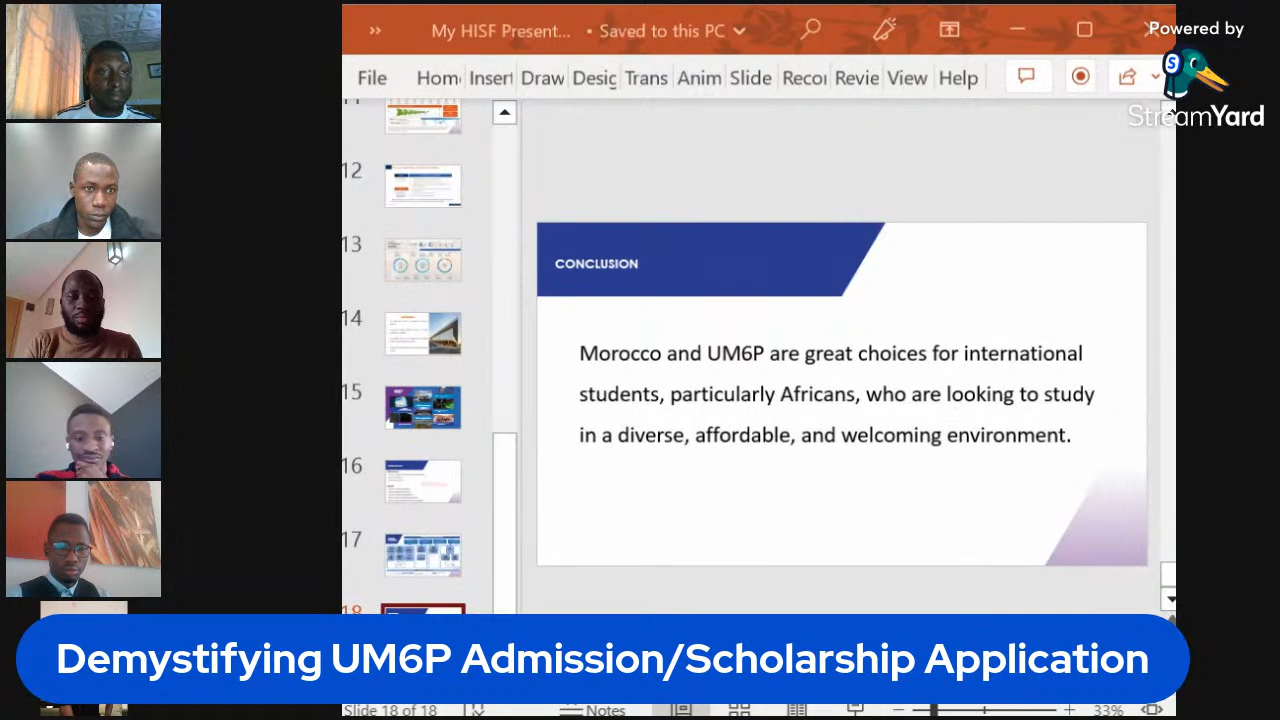 »
My HISF Present... • Saved to this PC
Powered by
S
StreamYard
File Hom Insert Draw Desig Trans Anim Slide Recor Revie View Help
12
13
14
15
16
17
18
CONCLUSION
Morocco and UM6P are great choices for international
students, particularly Africans, who are looking to study
in a diverse, affordable, and welcoming environment.
Demystifying UM6P Admission/Scholarship Application
Slide 18 of 18
Notes
33%